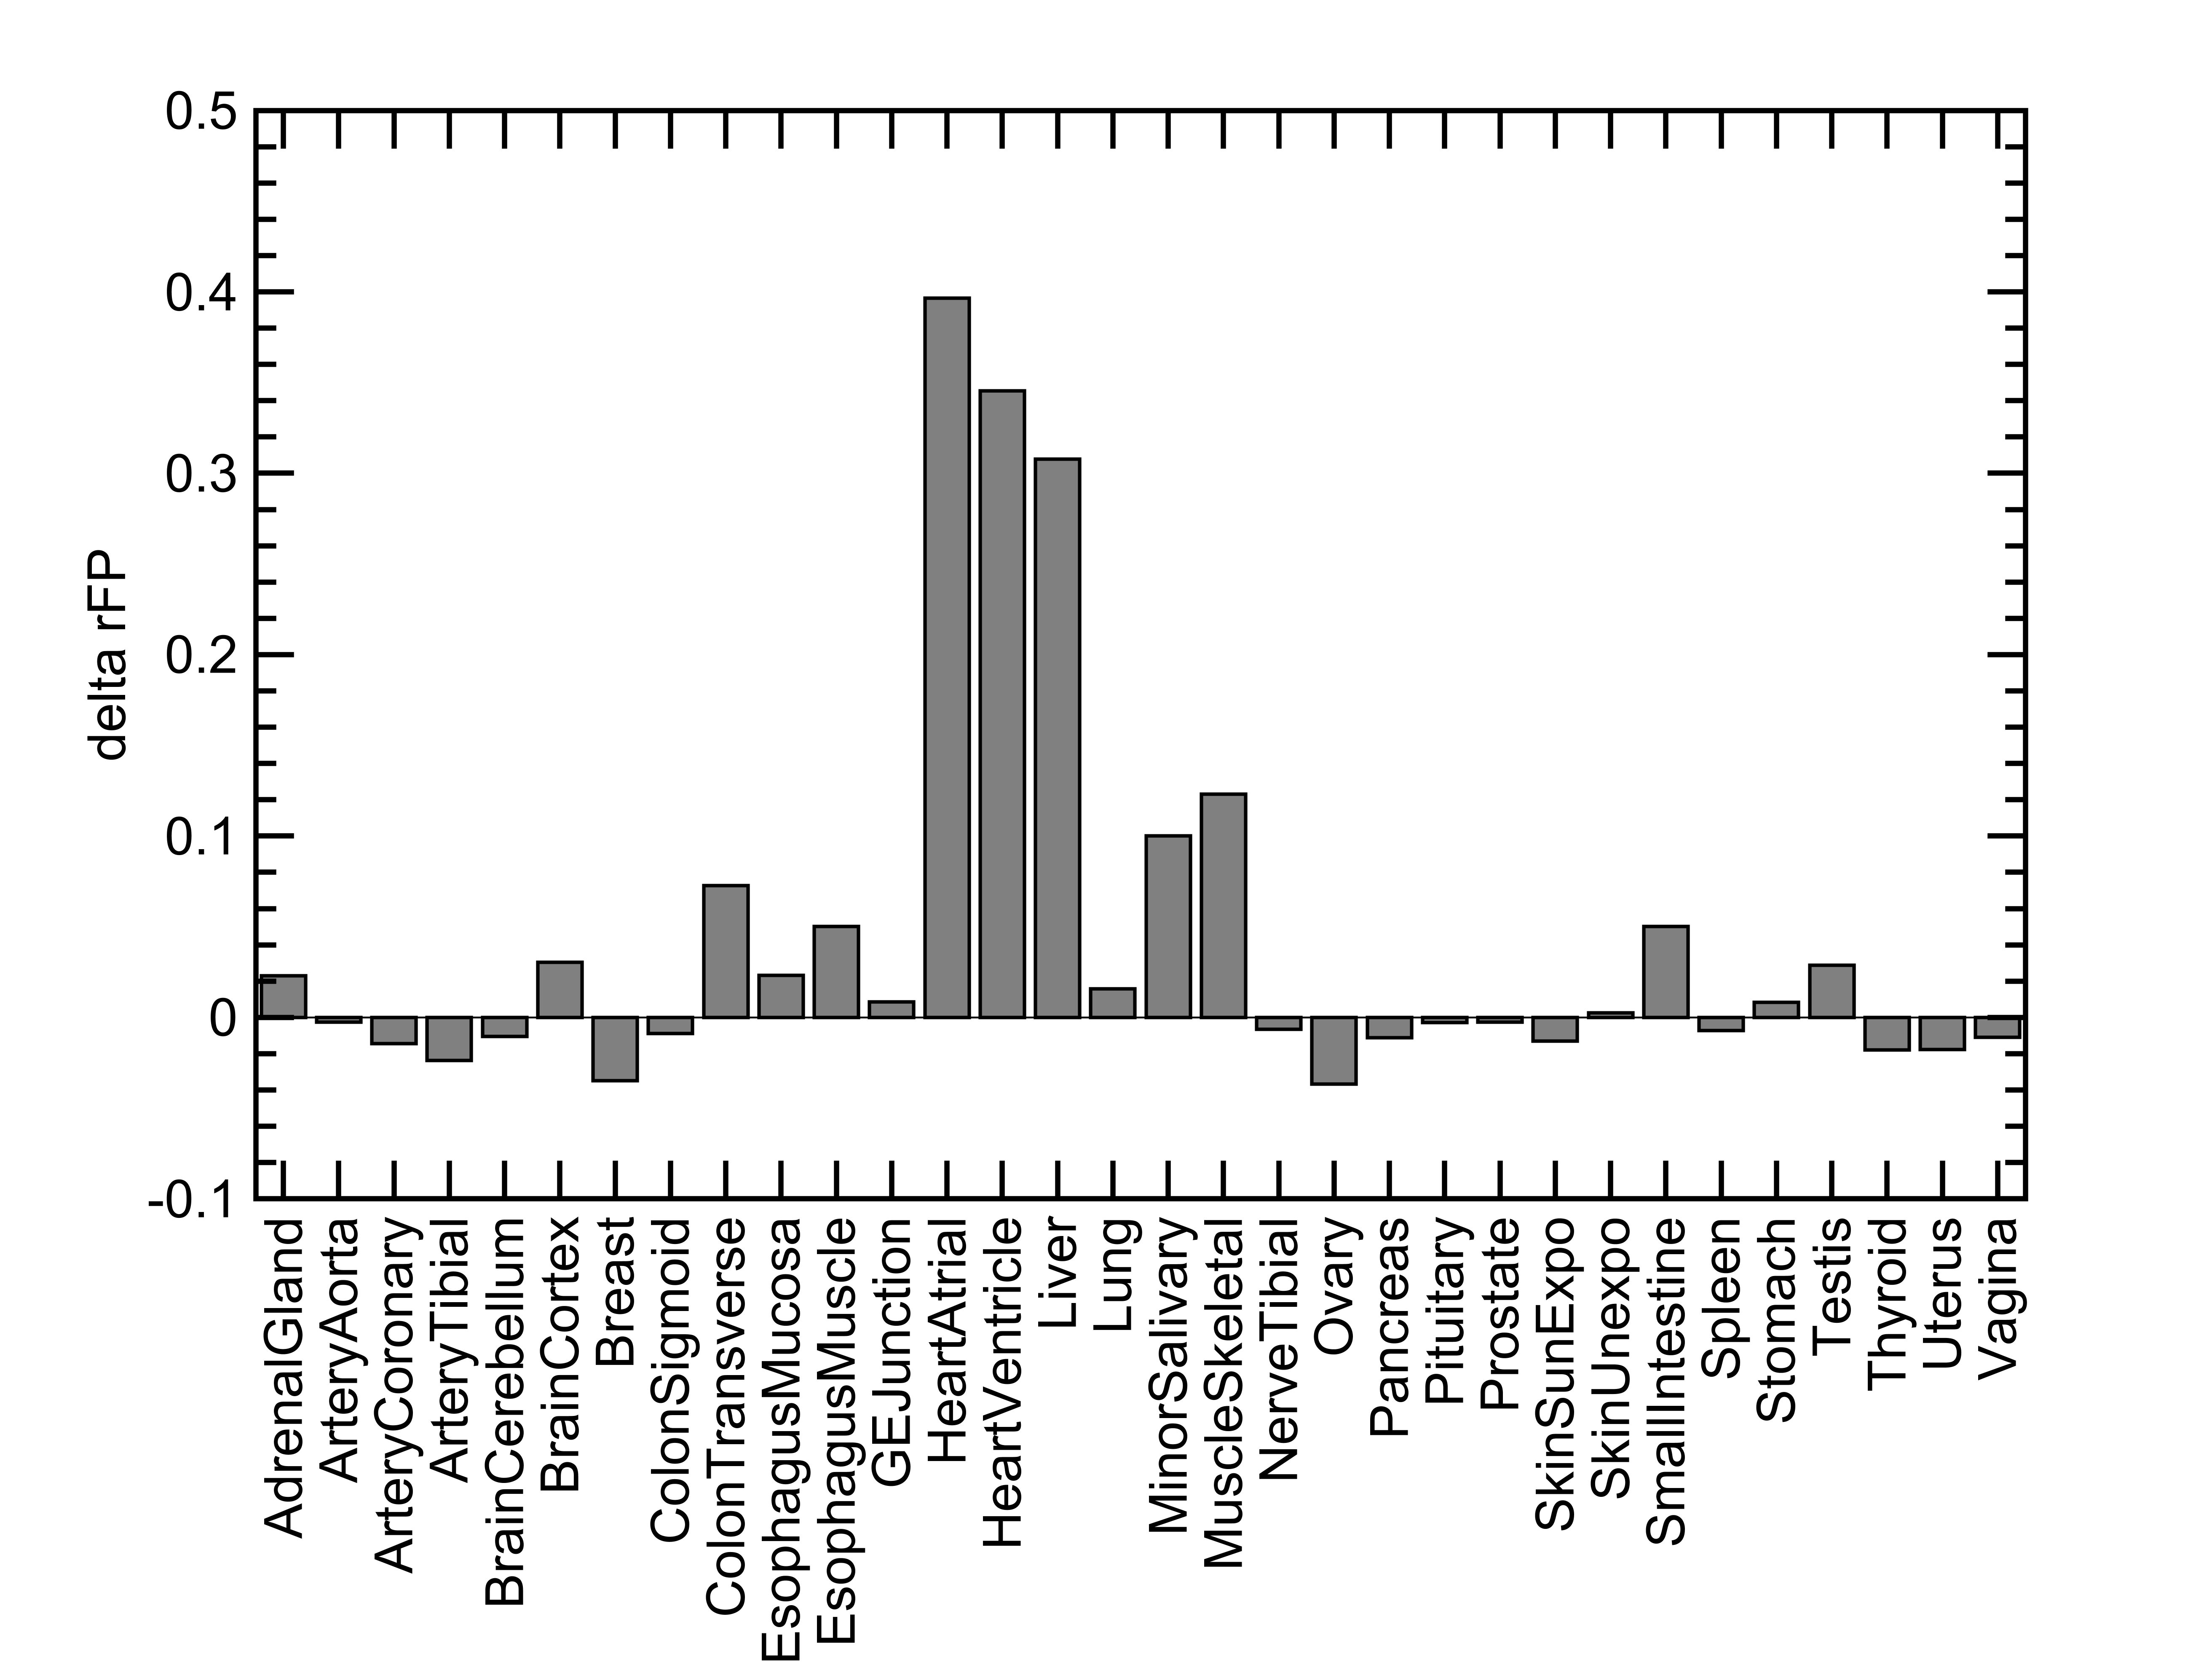 0.5
0.4
0.3
0.2
0.1
0
-0.1
delta rFP
AdrenalGland
ArteryAorta
ArteryCoronary
ArteryTibial
BrainCerebellum
BrainCortex
Breast
ColonSigmoid
ColonTransverse
EsophagusMucosa
EsophagusMuscle
GEJunction
HeartAtrial
HeartVentricle
Liver
Lung
MinorSalivary
MuscleSkeletal
NerveTibial
Ovary
Pancreas
Pituitary
Prostate
SkinSunExpo
SkinUnexpo
SmallIntestine
Spleen
Stomach
Testis
Thyroid
Uterus
Vagina